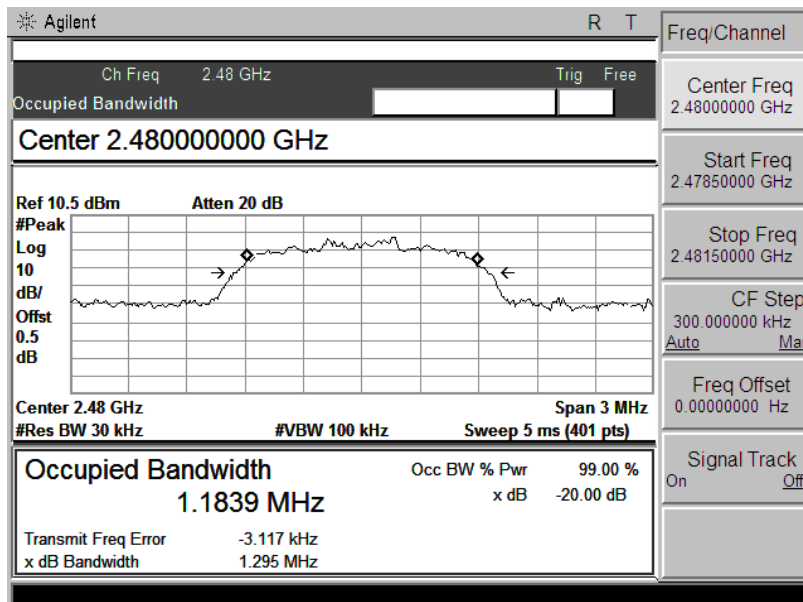 Agilent R T
Ch Freq 2.48 GHz Trig Free
Occupied Bandwidth
Center 2.480000000 GHz
Ref 10.5 dBm Atten 20 dB
#Peak
Log
10
dB/
Offst
0.5
dB
Center 2.48 GHz Span 3 MHz
#Res BW 30 kHz #VBW 100 kHz Sweep 5 ms (401 pts)
Occupied Bandwidth Occ BW % Pwr 99.00 %
1.1839 MHz x dB -20.00 dB
Transmit Freq Error -3.117 kHz
x dB Bandwidth 1.295 MHz
Freq/Channel
Center Freq
2.48000000 GHz
Start Freq
2.47850000 GHz
Stop Freq
2.48150000 GHz
CF Step
300.000000 kHz
Auto Ma
Freq Offset
0.00000000 Hz
Signal Track
On Off